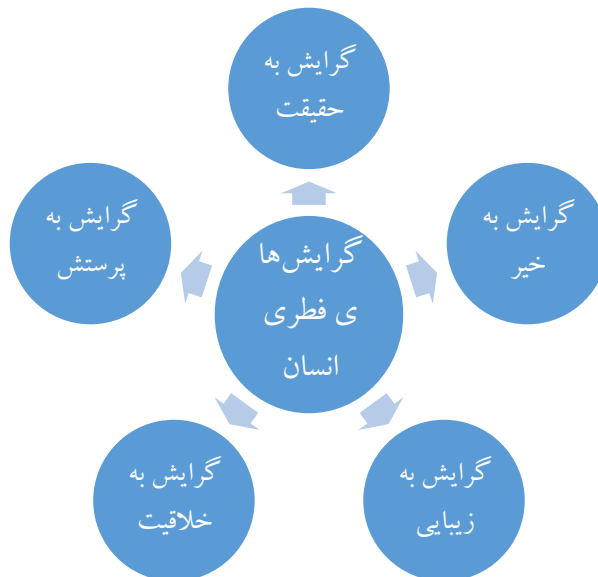 گرایش به
حقیقت
گرایش به
خیر
گرایش به
زیبایی
گرایش به
خلاقیت
گرایش به
پرستش
گرایش‌ها
ی فطری
انسان